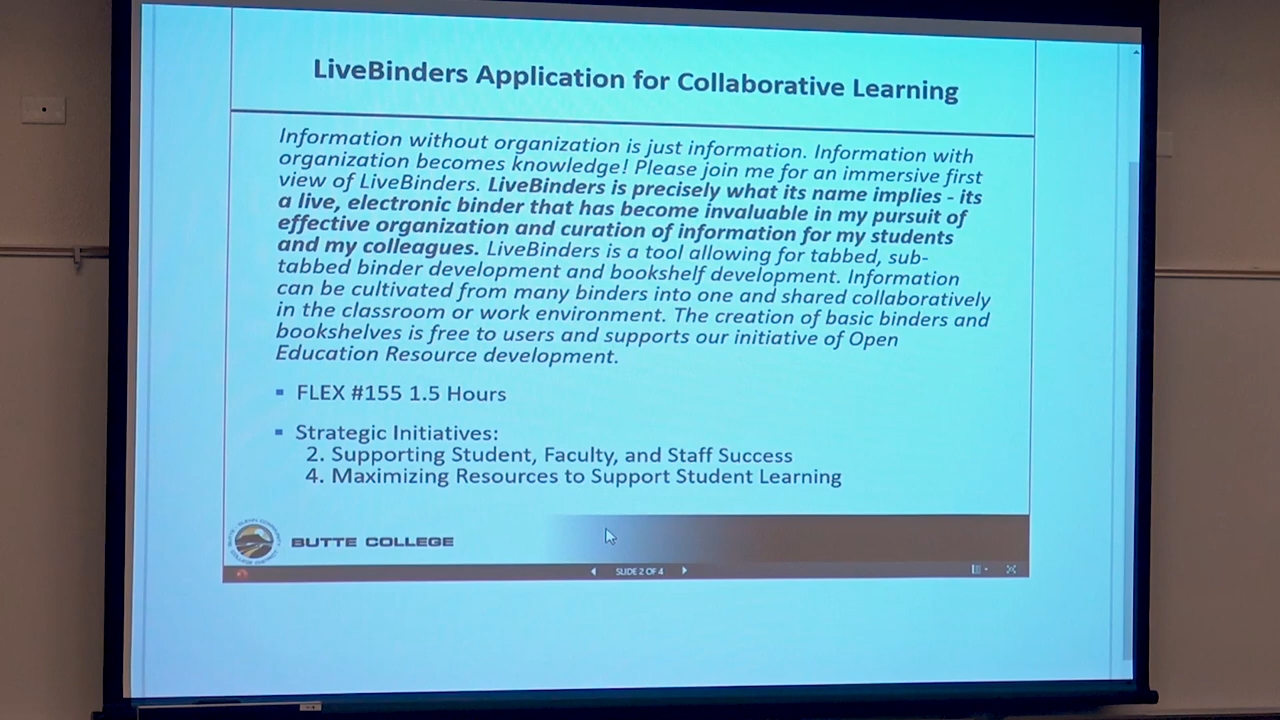 LiveBinders Application for Collaborative Learning
Information without organization is just information. Information with
organization becomes knowledge! Please join me for an immersive first
view of LiveBinders. LiveBinders is precisely what its name implies - its
a live, electronic binder that has become invaluable in my pursuit of
effective organization and curation of information for my students
and my colleagues. LiveBinders is a tool allowing for tabbed, sub-
tabbed binder development and bookshelf development. Information
can be cultivated from many binders into one and shared collaboratively
in the classroom or work environment. The creation of basic binders and
bookshelves is free to users and supports our initiative of Open
Education Resource development.
▪ FLEX #155 1.5 Hours
▪ Strategic Initiatives:
2. Supporting Student, Faculty, and Staff Success
4. Maximizing Resources to Support Student Learning
BUTTE COLLEGE
SLIDE 2 OF 4